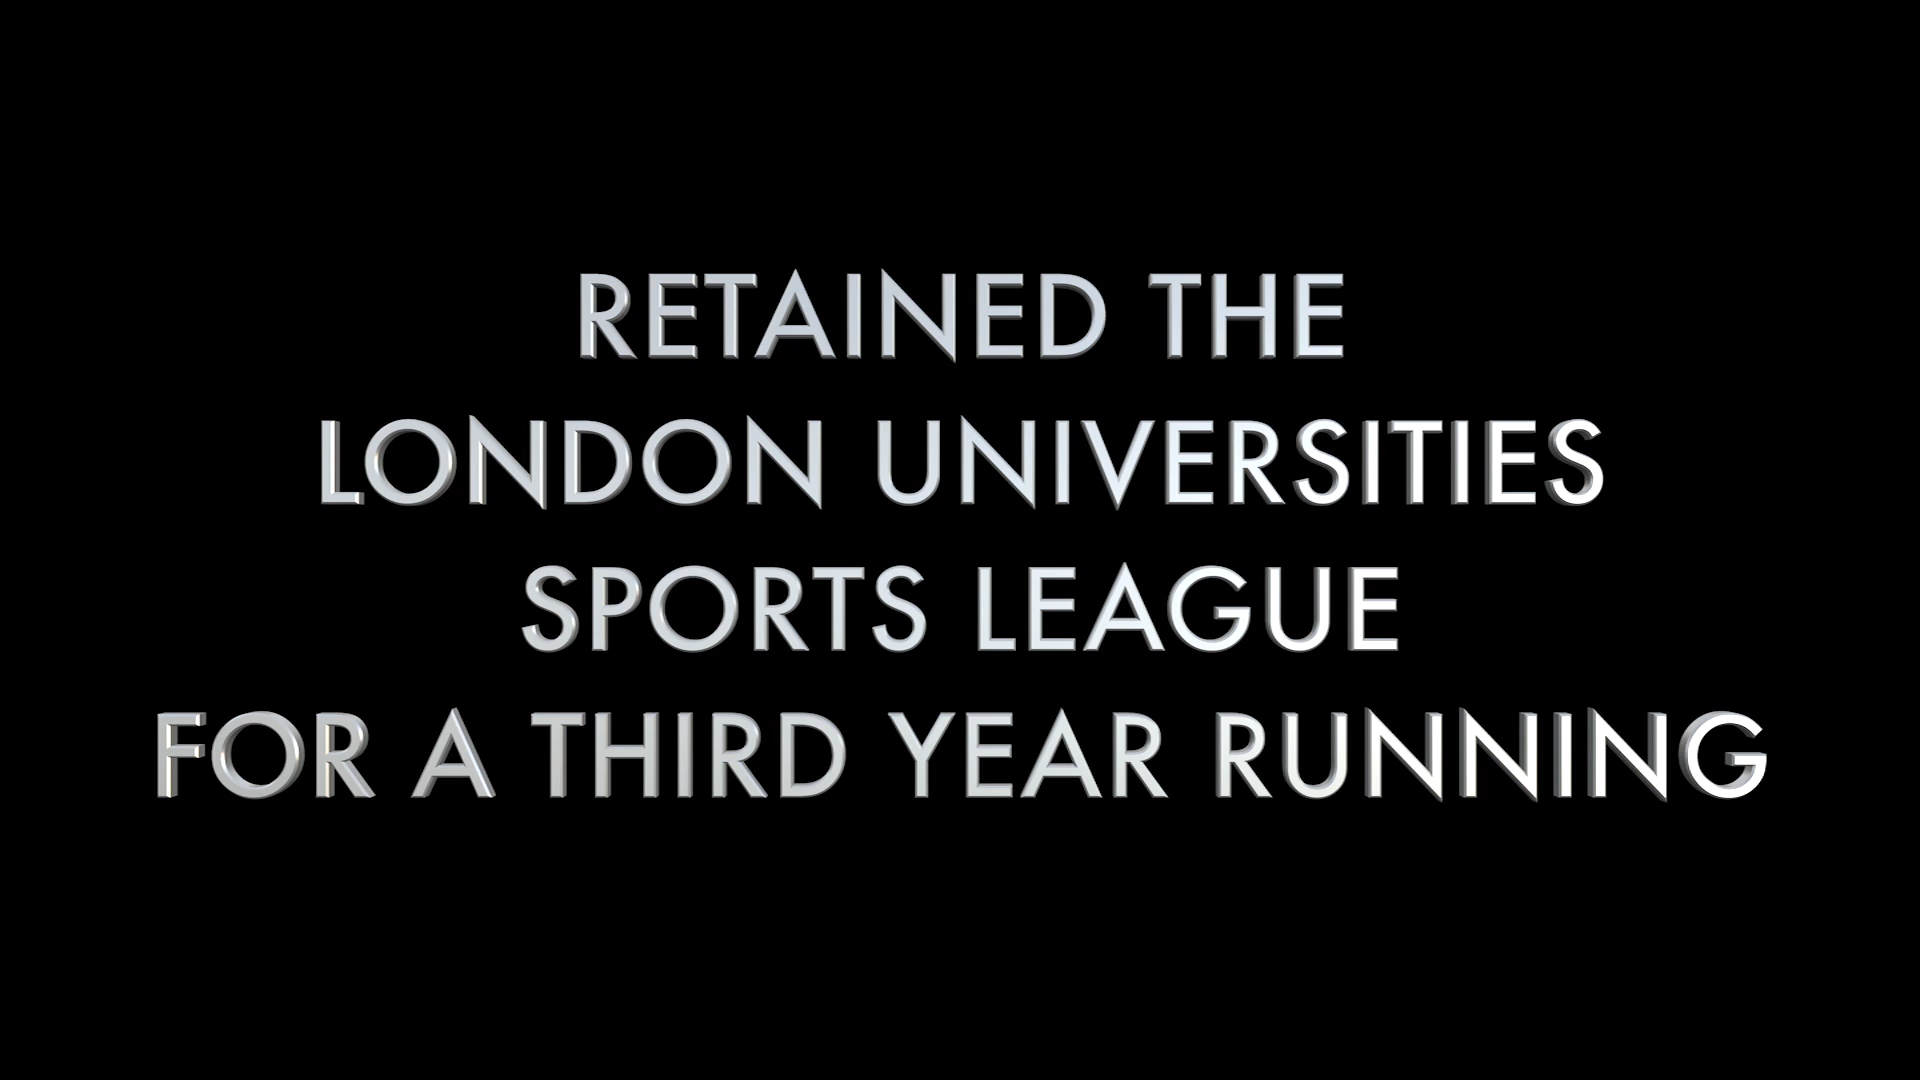 RETAINED THE
LONDON UNIVERSITIES
SPORTS LEAGUE
FOR A THIRD YEAR RUNNING